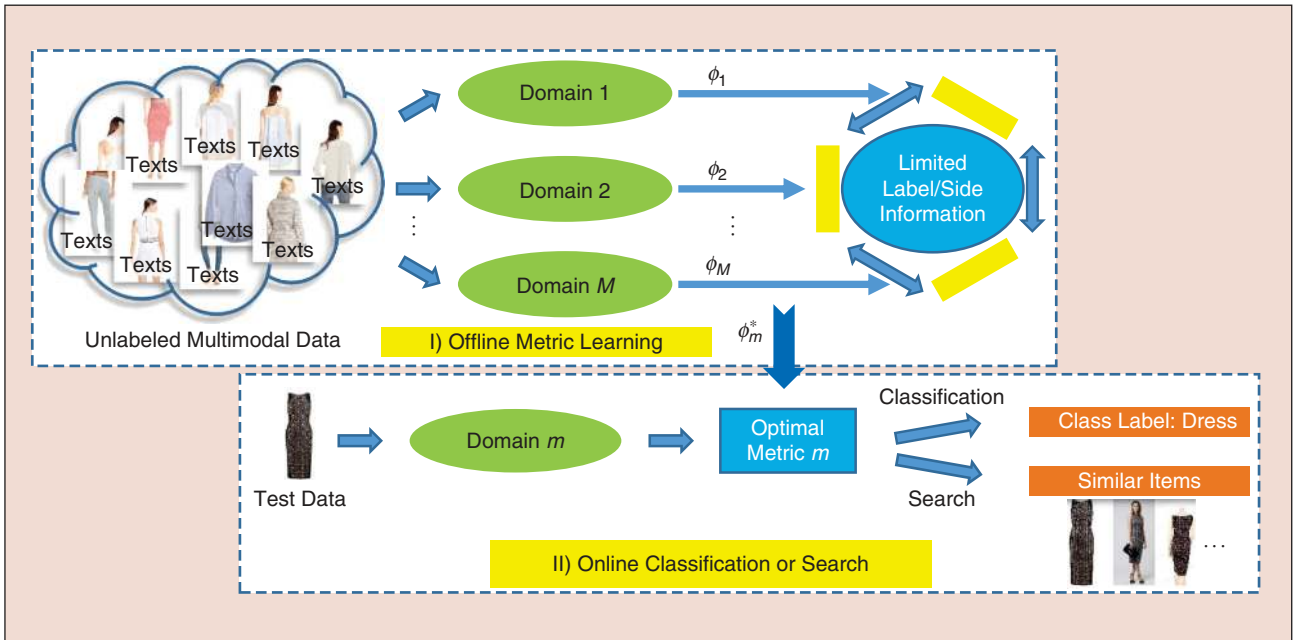 Texts
Texts
Texts
Texts
Texts
Texts
Texts
Texts
Texts
Unlabeled Multimodal Data
Domain 1
Domain 2
⋮
Domain M
ϕ1
ϕ2
⋮
ϕM
Limited
Label/Side
Information
I) Offline Metric Learning
ϕ*m
Test Data
Domain m
Optimal
Metric m
Classification
Search
Class Label: Dress
Similar Items
...
II) Online Classification or Search